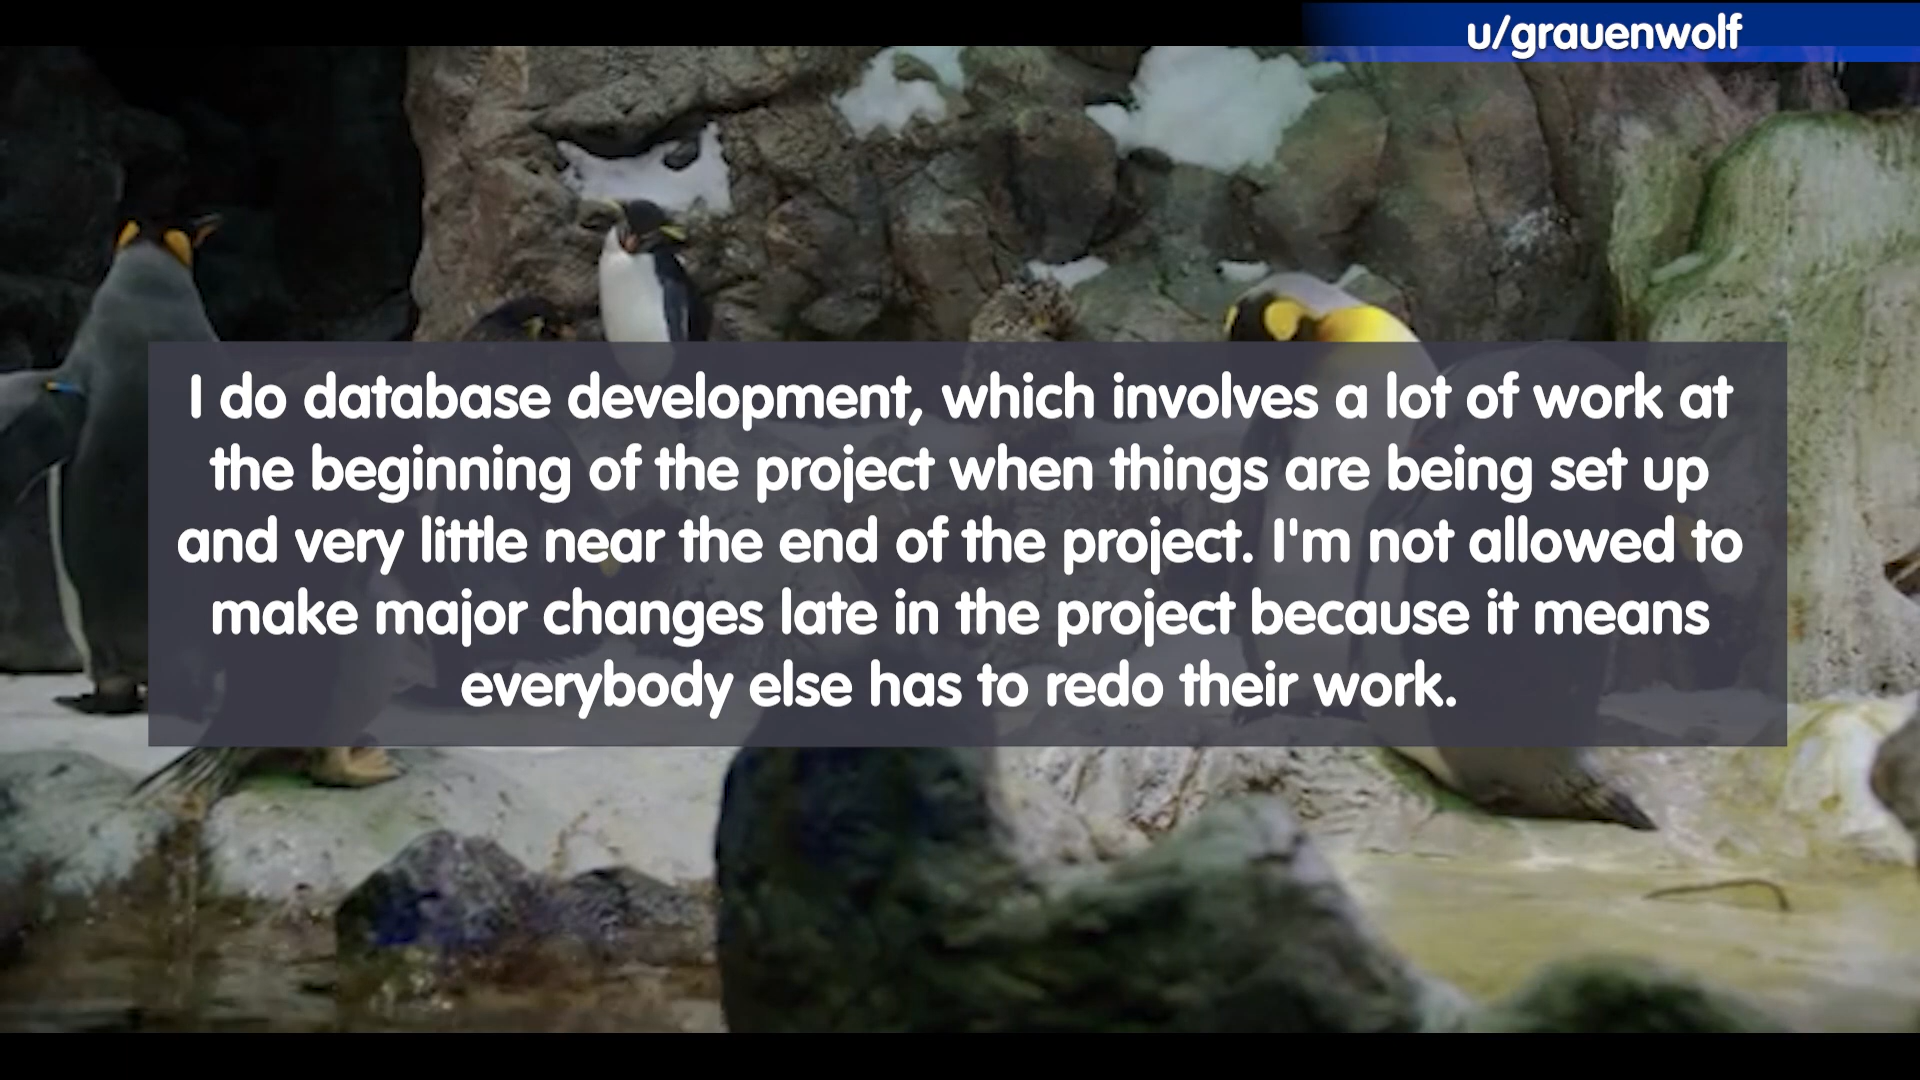 u/grauenwolf
I do database development, which involves a lot of work at
the beginning of the project when things are being set up
and very little near the end of the project. I'm not allowed to
make major changes late in the project because it means
everybody else has to redo their work.